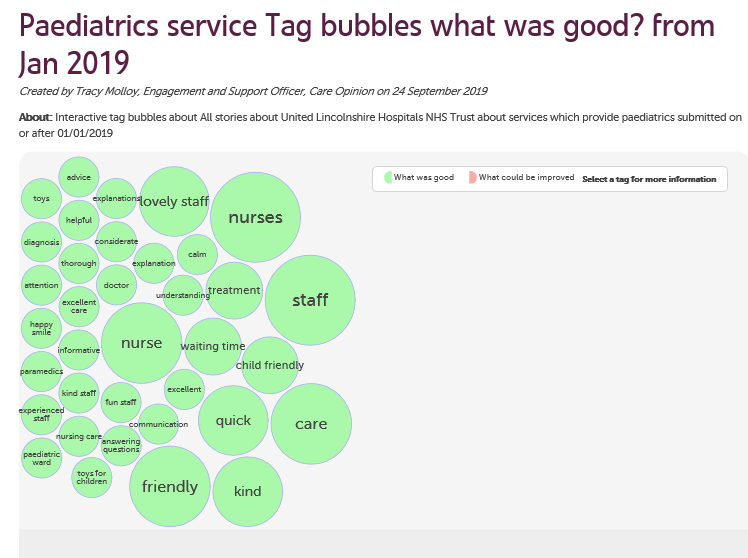 Paediatrics service Tag bubbles what was good? from
Jan 2019
Created by Tracy Molloy, Engagement and Support Officer, Care Opinion on 24 September 2019
About: Interactive tag bubbles about All stories about United Lincolnshire Hospitals NHS Trust about services which provide paediatrics submitted on
or after 01/01/2019
What was good
What could be improved
Select a tag for more information
advice
toys
explanations
lovely staff
nurses
helpful
diagnosis
considerate
calm
thorough
explanation
attention
doctor
understanding
treatment
staff
excellent
care
happy
smile
informative
nurse
waiting time
child friendly
paramedics
kind staff
fun staff
excellent
experienced
staff
communication
quick
care
nursing care
answering
questions
paediatric
ward
toys for
children
friendly
kind